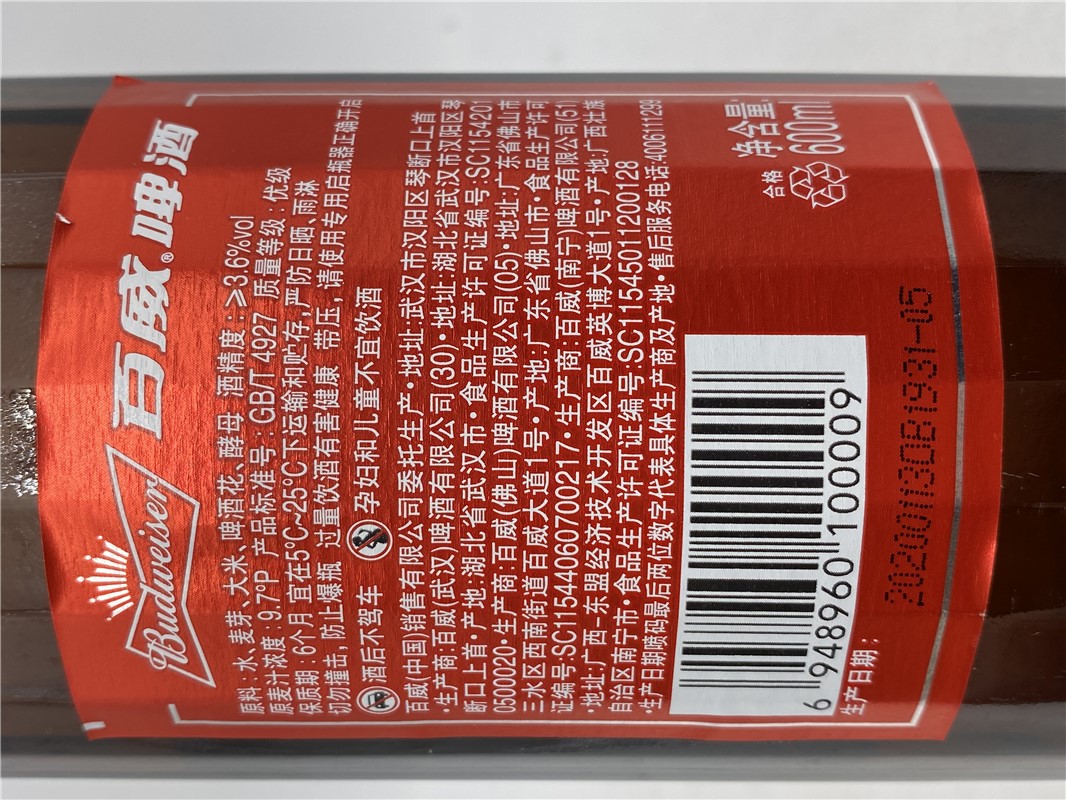 Budweiser
百威®啤酒
原料:水、麦芽、大米、啤酒花、酵母 酒精度:≥3.6%vol
原麦汁浓度:9.7°P 产品标准号:GB/T 4927 质量等级:优级
保质期:6个月 宜在5°C~25°C下运输和贮存,严防日晒、雨淋
切勿撞击,防止爆瓶 过量饮酒有害健康 带压,请使用专用启瓶器正确开启
酒后不驾车 孕妇和儿童不宜饮酒
百威(中国)销售有限公司委托生产·地址:武汉市汉阳区琴断口上首
·生产商:百威(武汉)啤酒有限公司(30)·地址:湖北省武汉市汉阳区琴
断口上首·产地:湖北省武汉市·食品生产许可证编号:SC1154201
0500020·生产商:百威(佛山)啤酒有限公司(05)·地址:广东省佛山市
三水区西南街道百威大道1号·产地:广东省佛山市·食品生产许可
证编号:SC11544060700217·生产商:百威(南宁)啤酒有限公司(51)
·地址:广西-东盟经济技术开发区百威英博大道1号·产地:广西壮族
自治区南宁市·食品生产许可证编号:SC11545011200128
·生产日期喷码最后两位数字代表具体生产商及产地·售后服务电话:4006111299
净含量:
600ml
合格
6 948960 100009
生产日期:
20200113DB1931-05